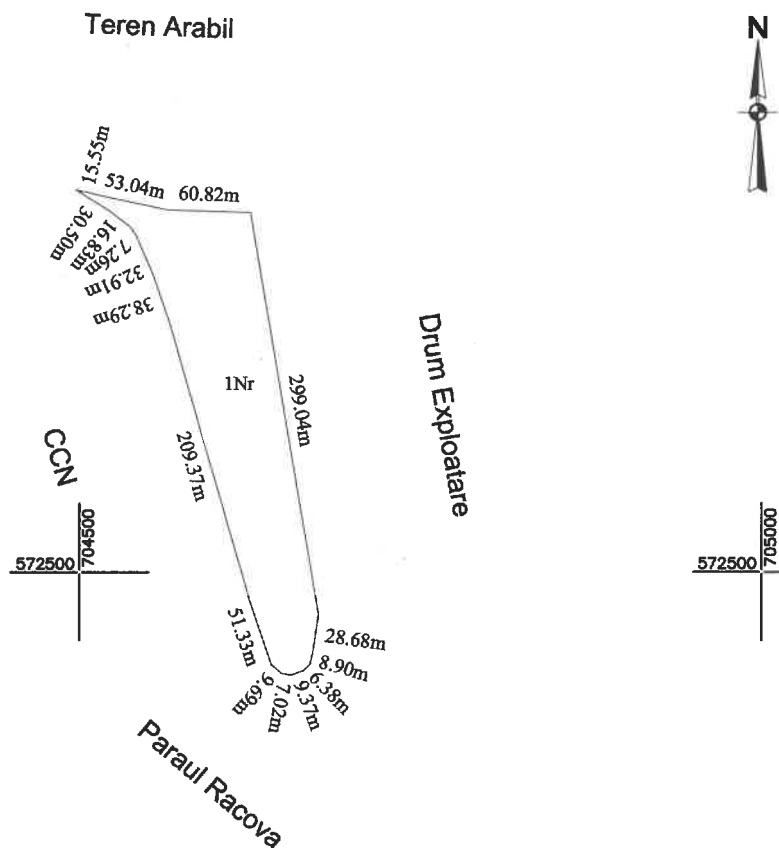 Teren Arabil
N
15.55m
53.04m
60.82m
30.50m
16.83m
7.26m
32.91m
38.29m
1Nr
299.04m
Drum Exploatare
209.37m
CCN
572500
704500
572500
705000
51.33m
28.68m
8.90m
6.38m
9.37m
7.02m
9.69m
Paraul Racova